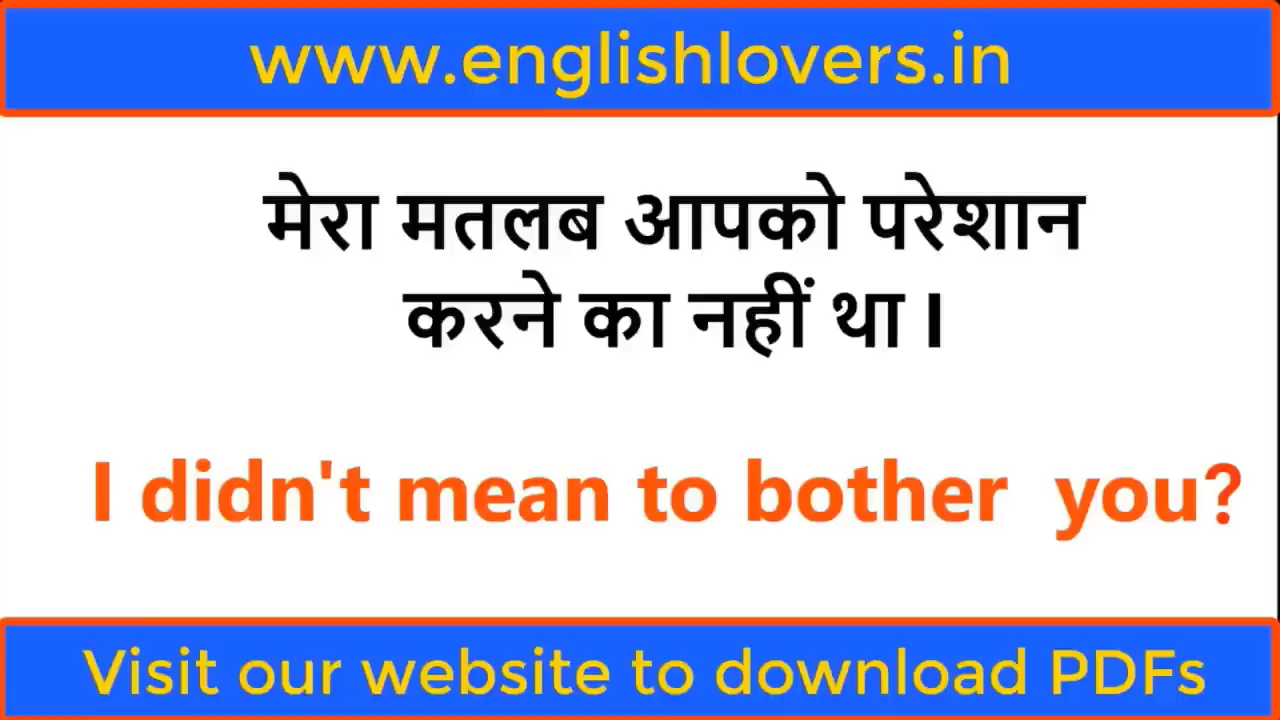 www.englishlovers.in
मेरा मतलब आपको परेशान
करने का नहीं था।
I didn't mean to bother you?
Visit our website to download PDFs